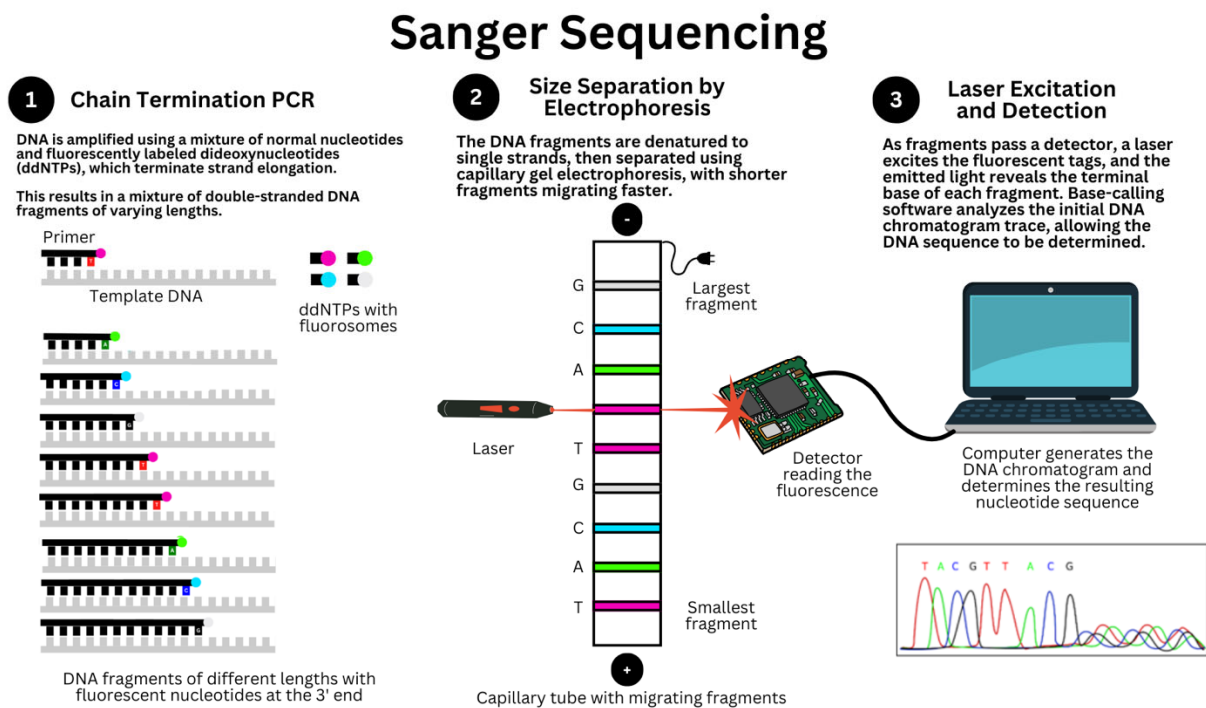 Sanger Sequencing
1
Chain Termination PCR
DNA is amplified using a mixture of normal nucleotides
and fluorescently labeled dideoxynucleotides
(ddNTPs), which terminate strand elongation.
This results in a mixture of double-stranded DNA
fragments of varying lengths.
Primer
T
Template DNA
ddNTPs with
fluorosomes
A
C
G
T
T
A
C
G
DNA fragments of different lengths with
fluorescent nucleotides at the 3' end
2
Size Separation by
Electrophoresis
The DNA fragments are denatured to
single strands, then separated using
capillary gel electrophoresis, with shorter
fragments migrating faster.
-
G
Largest
fragment
C
A
Laser
T
G
C
A
T
Smallest
fragment
+
Capillary tube with migrating fragments
Detector
reading the
fluorescence
3
Laser Excitation
and Detection
As fragments pass a detector, a laser
excites the fluorescent tags, and the
emitted light reveals the terminal
base of each fragment. Base-calling
software analyzes the initial DNA
chromatogram trace, allowing the
DNA sequence to be determined.
Computer generates the
DNA chromatogram and
determines the resulting
nucleotide sequence
T A C G T T A C G